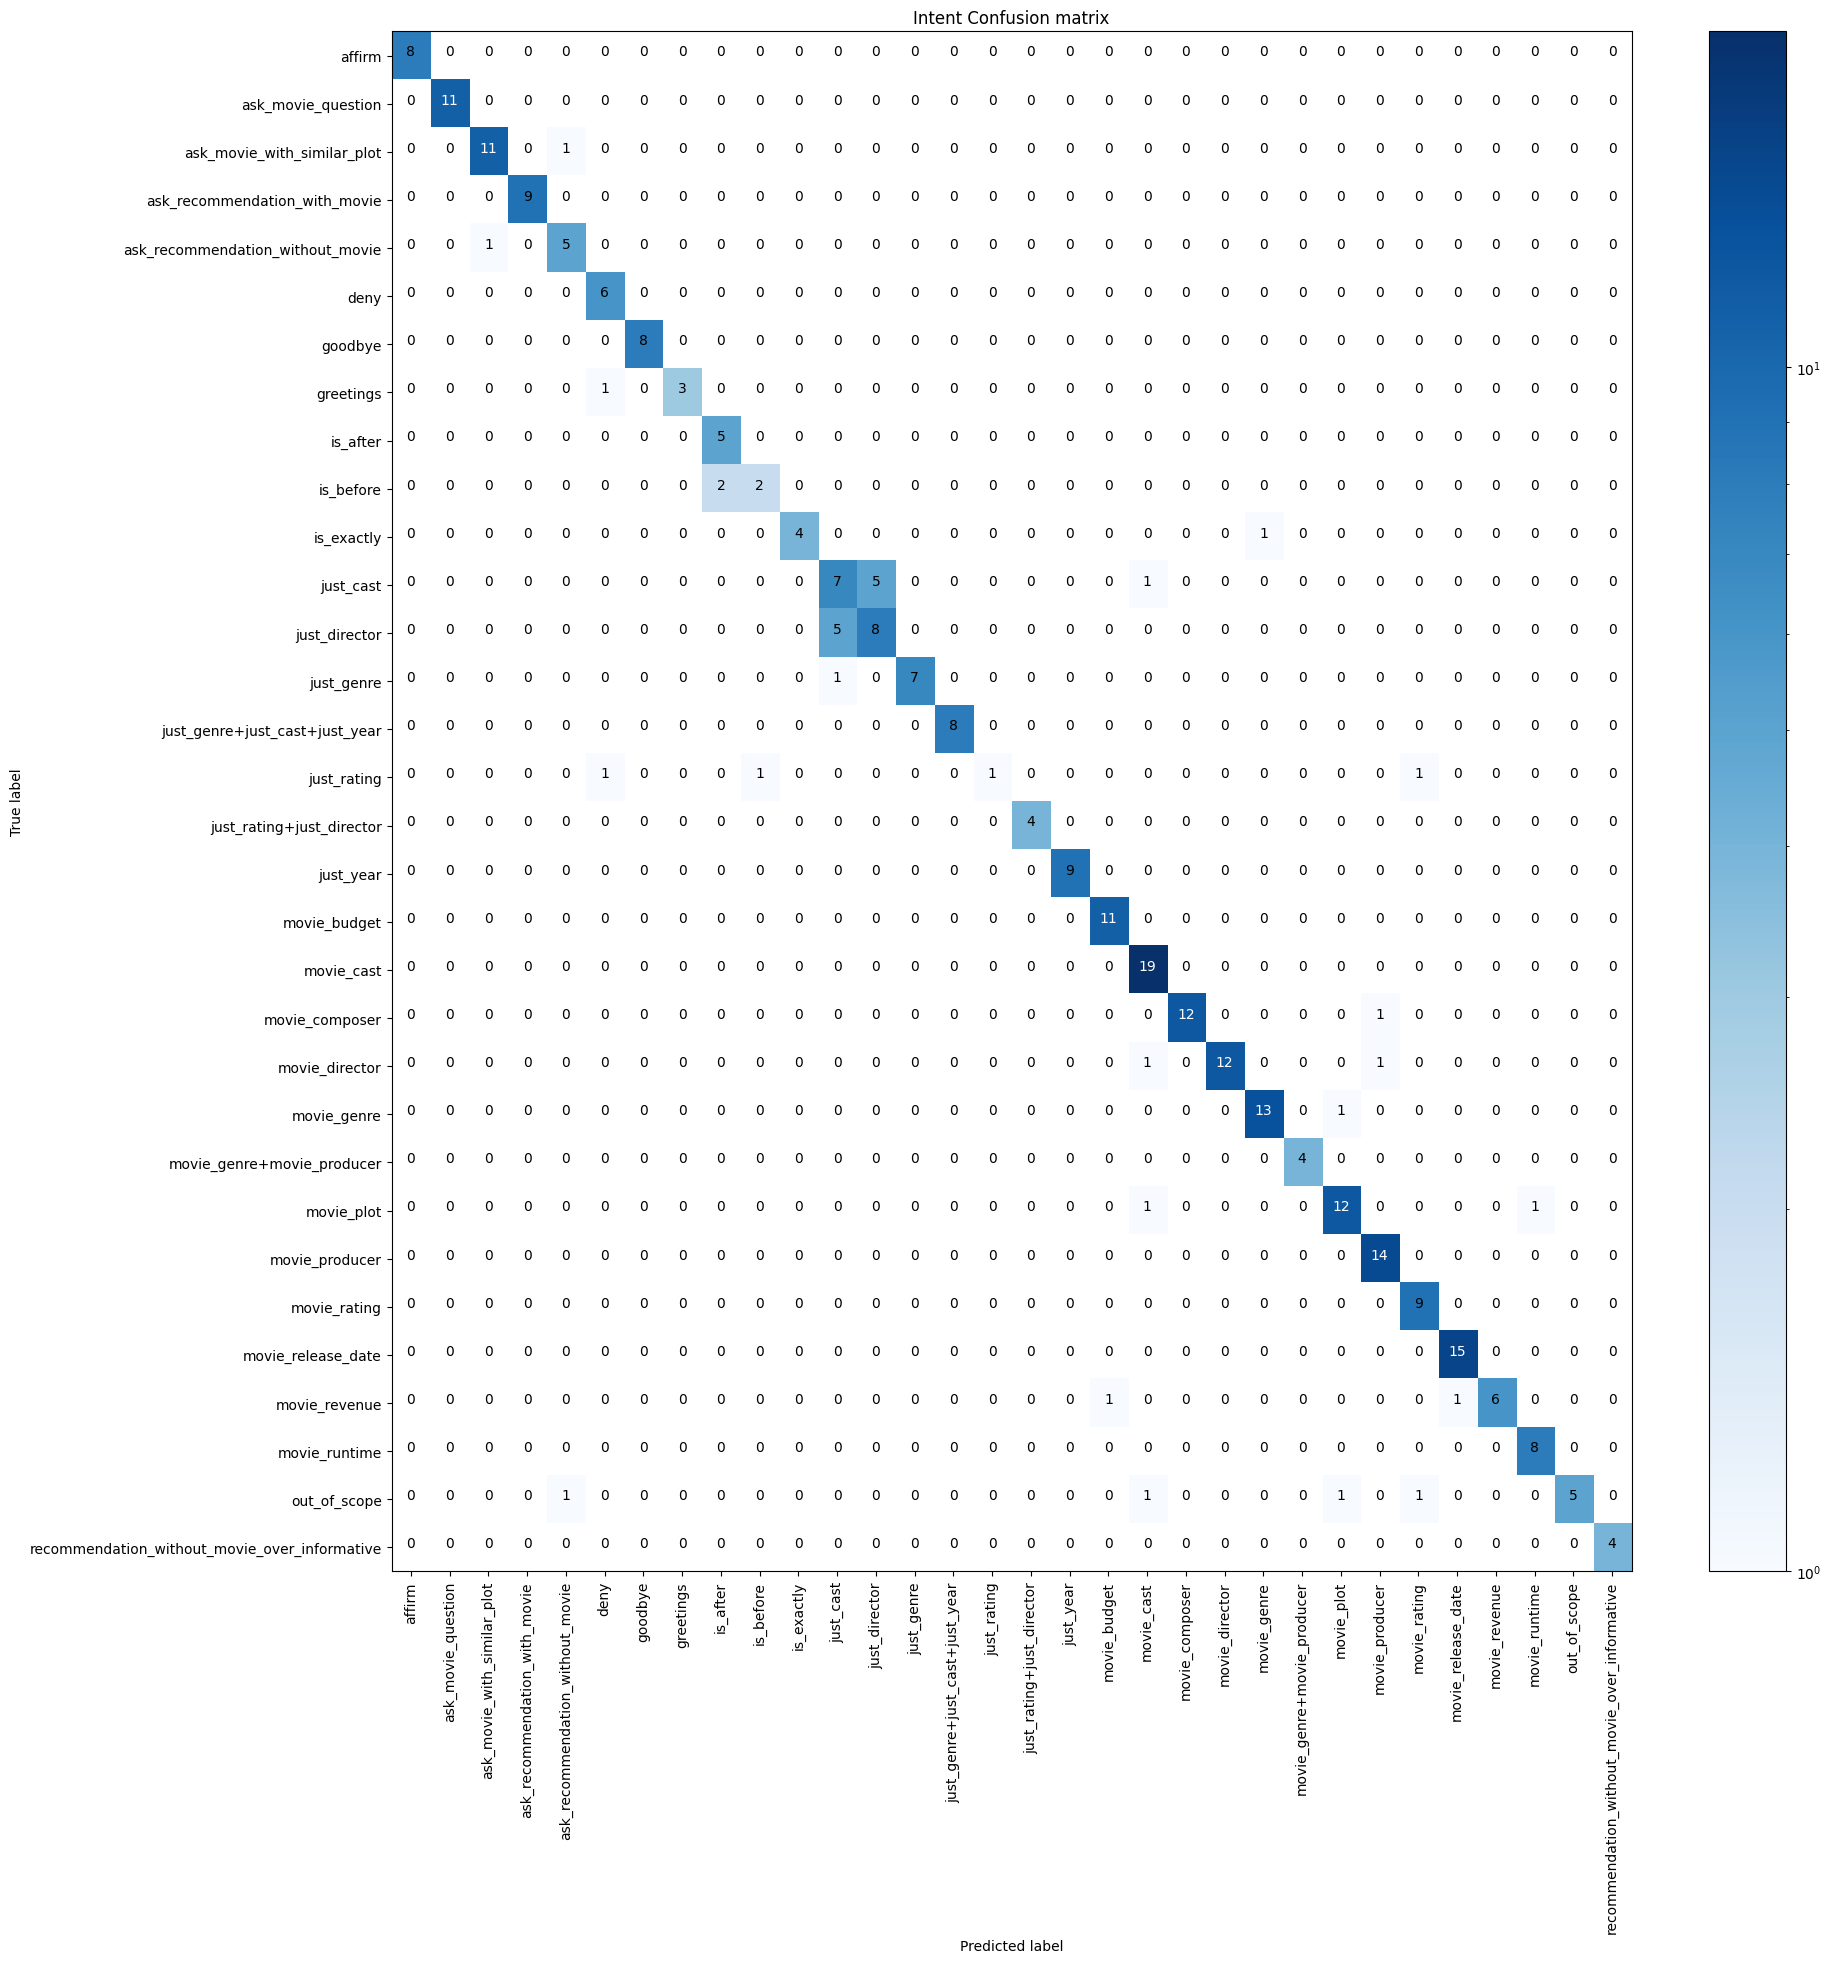 Intent Confusion matrix
affirm 8 0 0 0 0 0 0 0 0 0 0 0 0 0 0 0 0 0 0 0 0 0 0 0 0 0 0 0 0 0 0 0
ask_movie_question 0 11 0 0 0 0 0 0 0 0 0 0 0 0 0 0 0 0 0 0 0 0 0 0 0 0 0 0 0 0 0 0
ask_movie_with_similar_plot 0 0 11 0 1 0 0 0 0 0 0 0 0 0 0 0 0 0 0 0 0 0 0 0 0 0 0 0 0 0 0 0
ask_recommendation_with_movie 0 0 0 9 0 0 0 0 0 0 0 0 0 0 0 0 0 0 0 0 0 0 0 0 0 0 0 0 0 0 0 0
ask_recommendation_without_movie 0 0 1 0 5 0 0 0 0 0 0 0 0 0 0 0 0 0 0 0 0 0 0 0 0 0 0 0 0 0 0 0
deny 0 0 0 0 0 6 0 0 0 0 0 0 0 0 0 0 0 0 0 0 0 0 0 0 0 0 0 0 0 0 0 0
goodbye 0 0 0 0 0 0 8 0 0 0 0 0 0 0 0 0 0 0 0 0 0 0 0 0 0 0 0 0 0 0 0 0
greetings 0 0 0 0 0 1 0 3 0 0 0 0 0 0 0 0 0 0 0 0 0 0 0 0 0 0 0 0 0 0 0 0
is_after 0 0 0 0 0 0 0 0 5 0 0 0 0 0 0 0 0 0 0 0 0 0 0 0 0 0 0 0 0 0 0 0
is_before 0 0 0 0 0 0 0 0 2 2 0 0 0 0 0 0 0 0 0 0 0 0 0 0 0 0 0 0 0 0 0 0
is_exactly 0 0 0 0 0 0 0 0 0 0 4 0 0 0 0 0 0 0 0 0 0 0 1 0 0 0 0 0 0 0 0 0
just_cast 0 0 0 0 0 0 0 0 0 0 0 7 5 0 0 0 0 0 0 1 0 0 0 0 0 0 0 0 0 0 0 0
just_director 0 0 0 0 0 0 0 0 0 0 0 5 8 0 0 0 0 0 0 0 0 0 0 0 0 0 0 0 0 0 0 0
just_genre 0 0 0 0 0 0 0 0 0 0 0 1 0 7 0 0 0 0 0 0 0 0 0 0 0 0 0 0 0 0 0 0
just_genre+just_cast+just_year 0 0 0 0 0 0 0 0 0 0 0 0 0 0 8 0 0 0 0 0 0 0 0 0 0 0 0 0 0 0 0 0
just_rating 0 0 0 0 0 1 0 0 0 1 0 0 0 0 0 1 0 0 0 0 0 0 0 0 0 0 1 0 0 0 0 0
just_rating+just_director 0 0 0 0 0 0 0 0 0 0 0 0 0 0 0 0 4 0 0 0 0 0 0 0 0 0 0 0 0 0 0 0
just_year 0 0 0 0 0 0 0 0 0 0 0 0 0 0 0 0 0 9 0 0 0 0 0 0 0 0 0 0 0 0 0 0
movie_budget 0 0 0 0 0 0 0 0 0 0 0 0 0 0 0 0 0 0 11 0 0 0 0 0 0 0 0 0 0 0 0 0
movie_cast 0 0 0 0 0 0 0 0 0 0 0 0 0 0 0 0 0 0 0 19 0 0 0 0 0 0 0 0 0 0 0 0
movie_composer 0 0 0 0 0 0 0 0 0 0 0 0 0 0 0 0 0 0 0 0 12 0 0 0 0 1 0 0 0 0 0 0
movie_director 0 0 0 0 0 0 0 0 0 0 0 0 0 0 0 0 0 0 0 1 0 12 0 0 0 1 0 0 0 0 0 0
movie_genre 0 0 0 0 0 0 0 0 0 0 0 0 0 0 0 0 0 0 0 0 0 0 13 0 1 0 0 0 0 0 0 0
movie_genre+movie_producer 0 0 0 0 0 0 0 0 0 0 0 0 0 0 0 0 0 0 0 0 0 0 0 4 0 0 0 0 0 0 0 0
movie_plot 0 0 0 0 0 0 0 0 0 0 0 0 0 0 0 0 0 0 0 1 0 0 0 0 12 0 0 0 0 1 0 0
movie_producer 0 0 0 0 0 0 0 0 0 0 0 0 0 0 0 0 0 0 0 0 0 0 0 0 0 14 0 0 0 0 0 0
movie_rating 0 0 0 0 0 0 0 0 0 0 0 0 0 0 0 0 0 0 0 0 0 0 0 0 0 0 9 0 0 0 0 0
movie_release_date 0 0 0 0 0 0 0 0 0 0 0 0 0 0 0 0 0 0 0 0 0 0 0 0 0 0 0 15 0 0 0 0
movie_revenue 0 0 0 0 0 0 0 0 0 0 0 0 0 0 0 0 0 0 1 0 0 0 0 0 0 0 0 1 6 0 0 0
movie_runtime 0 0 0 0 0 0 0 0 0 0 0 0 0 0 0 0 0 0 0 0 0 0 0 0 0 0 0 0 0 8 0 0
out_of_scope 0 0 0 0 1 0 0 0 0 0 0 0 0 0 0 0 0 0 0 1 0 0 0 0 1 0 1 0 0 0 5 0
recommendation_without_movie_over_informative 0 0 0 0 0 0 0 0 0 0 0 0 0 0 0 0 0 0 0 0 0 0 0 0 0 0 0 0 0 0 0 4
True label
affirm
ask_movie_question
ask_movie_with_similar_plot
ask_recommendation_with_movie
ask_recommendation_without_movie
deny
goodbye
greetings
is_after
is_before
is_exactly
just_cast
just_director
just_genre
just_genre+just_cast+just_year
just_rating
just_rating+just_director
just_year
movie_budget
movie_cast
movie_composer
movie_director
movie_genre
movie_genre+movie_producer
movie_plot
movie_producer
movie_rating
movie_release_date
movie_revenue
movie_runtime
out_of_scope
recommendation_without_movie_over_informative
Predicted label
10¹
10⁰